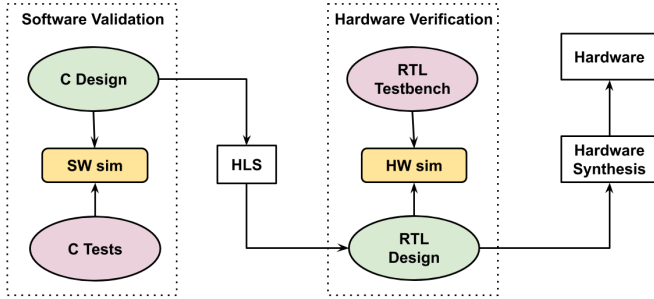 Software Validation
C Design
SW sim
C Tests
HLS
Hardware Verification
RTL
Testbench
HW sim
RTL
Design
Hardware
Hardware
Synthesis